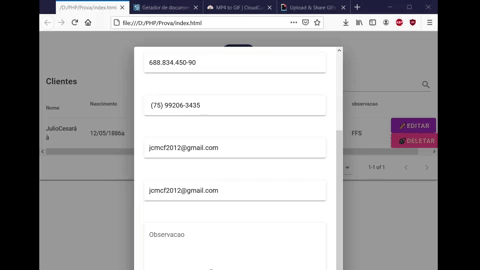 /D:/PHP/Prova/index.html
Gerador de documen
MP4 to GIF | CloudC
Upload & Share GIFs
file:///D:/PHP/Prova/index.html
Clientes
Nome
Nascimento
observacao
JulioCesará
à
12/05/1886a
FFS
EDITAR
DELETAR
1-1 of 1
688.834.450-90
(75) 99206-3435
jcmcf2012@gmail.com
jcmcf2012@gmail.com
Observacao